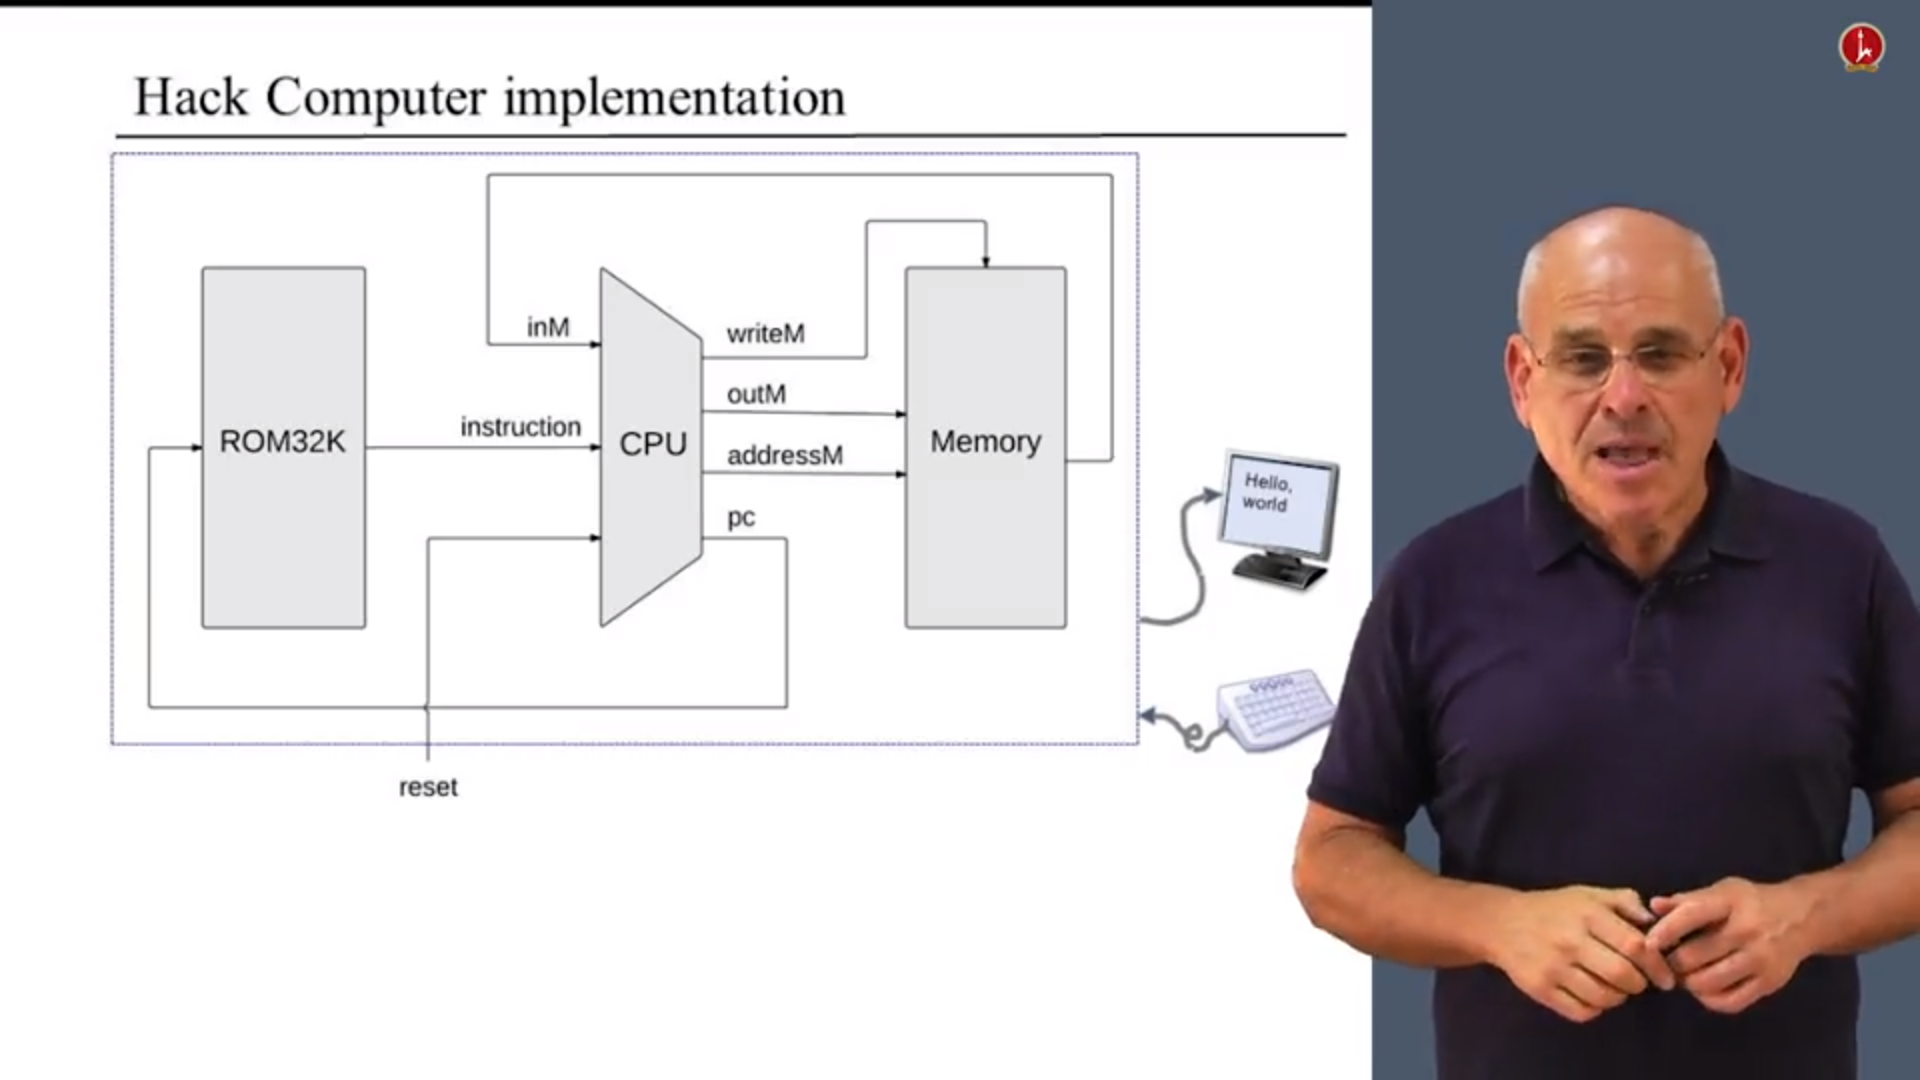 Hack Computer implementation
inM
writeM
outM
instruction
ROM32K
CPU
addressM
Memory
pc
Hello,
world
reset